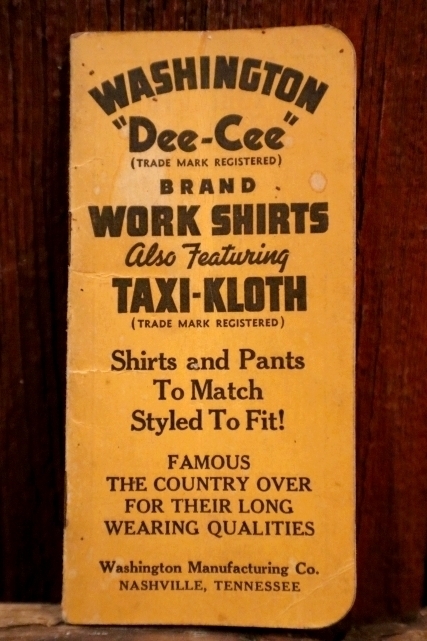 WASHINGTON
"Dee-Cee"
(TRADE MARK REGISTERED)
BRAND
WORK SHIRTS
Also Featuring
TAXI-KLOTH
(TRADE MARK REGISTERED)
Shirts and Pants
To Match
Styled To Fit!
FAMOUS
THE COUNTRY OVER
FOR THEIR LONG
WEARING QUALITIES
Washington Manufacturing Co.
NASHVILLE, TENNESSEE